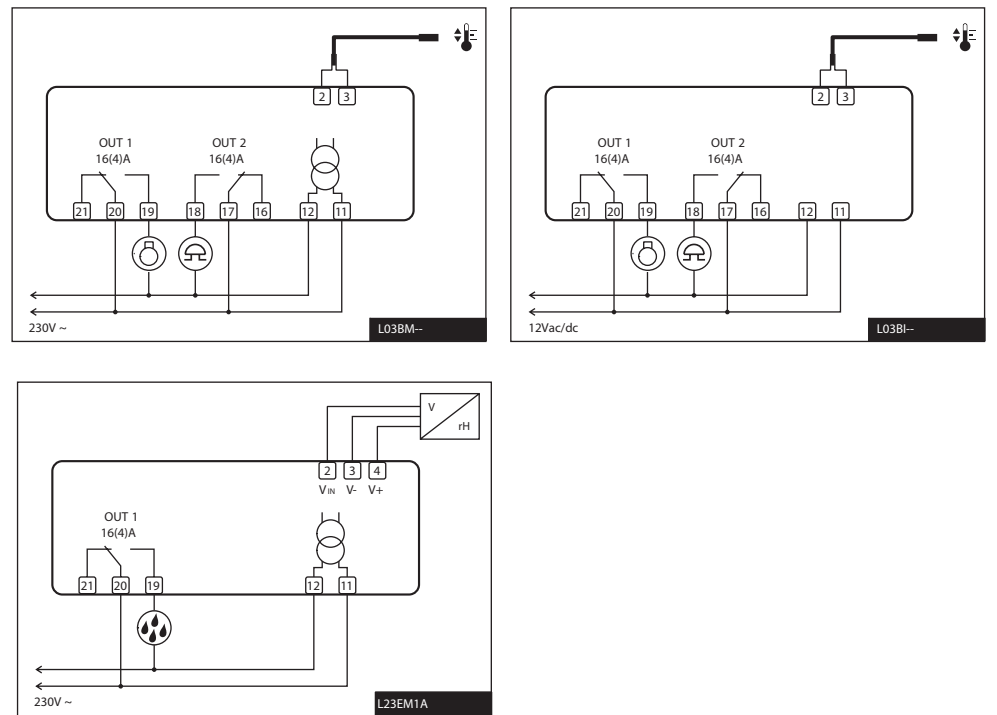 2 3
OUT 1 OUT 2
16(4)A 16(4)A
21 20 19 18 17 16 12 11
230V ~
L03BM--
2 3
OUT 1 OUT 2
16(4)A 16(4)A
21 20 19 18 17 16 12 11
12Vac/dc
L03BI--
V
rH
2 3 4
VIN V- V+
OUT 1
16(4)A
21 20 19 12 11
230V ~
L23EM1A